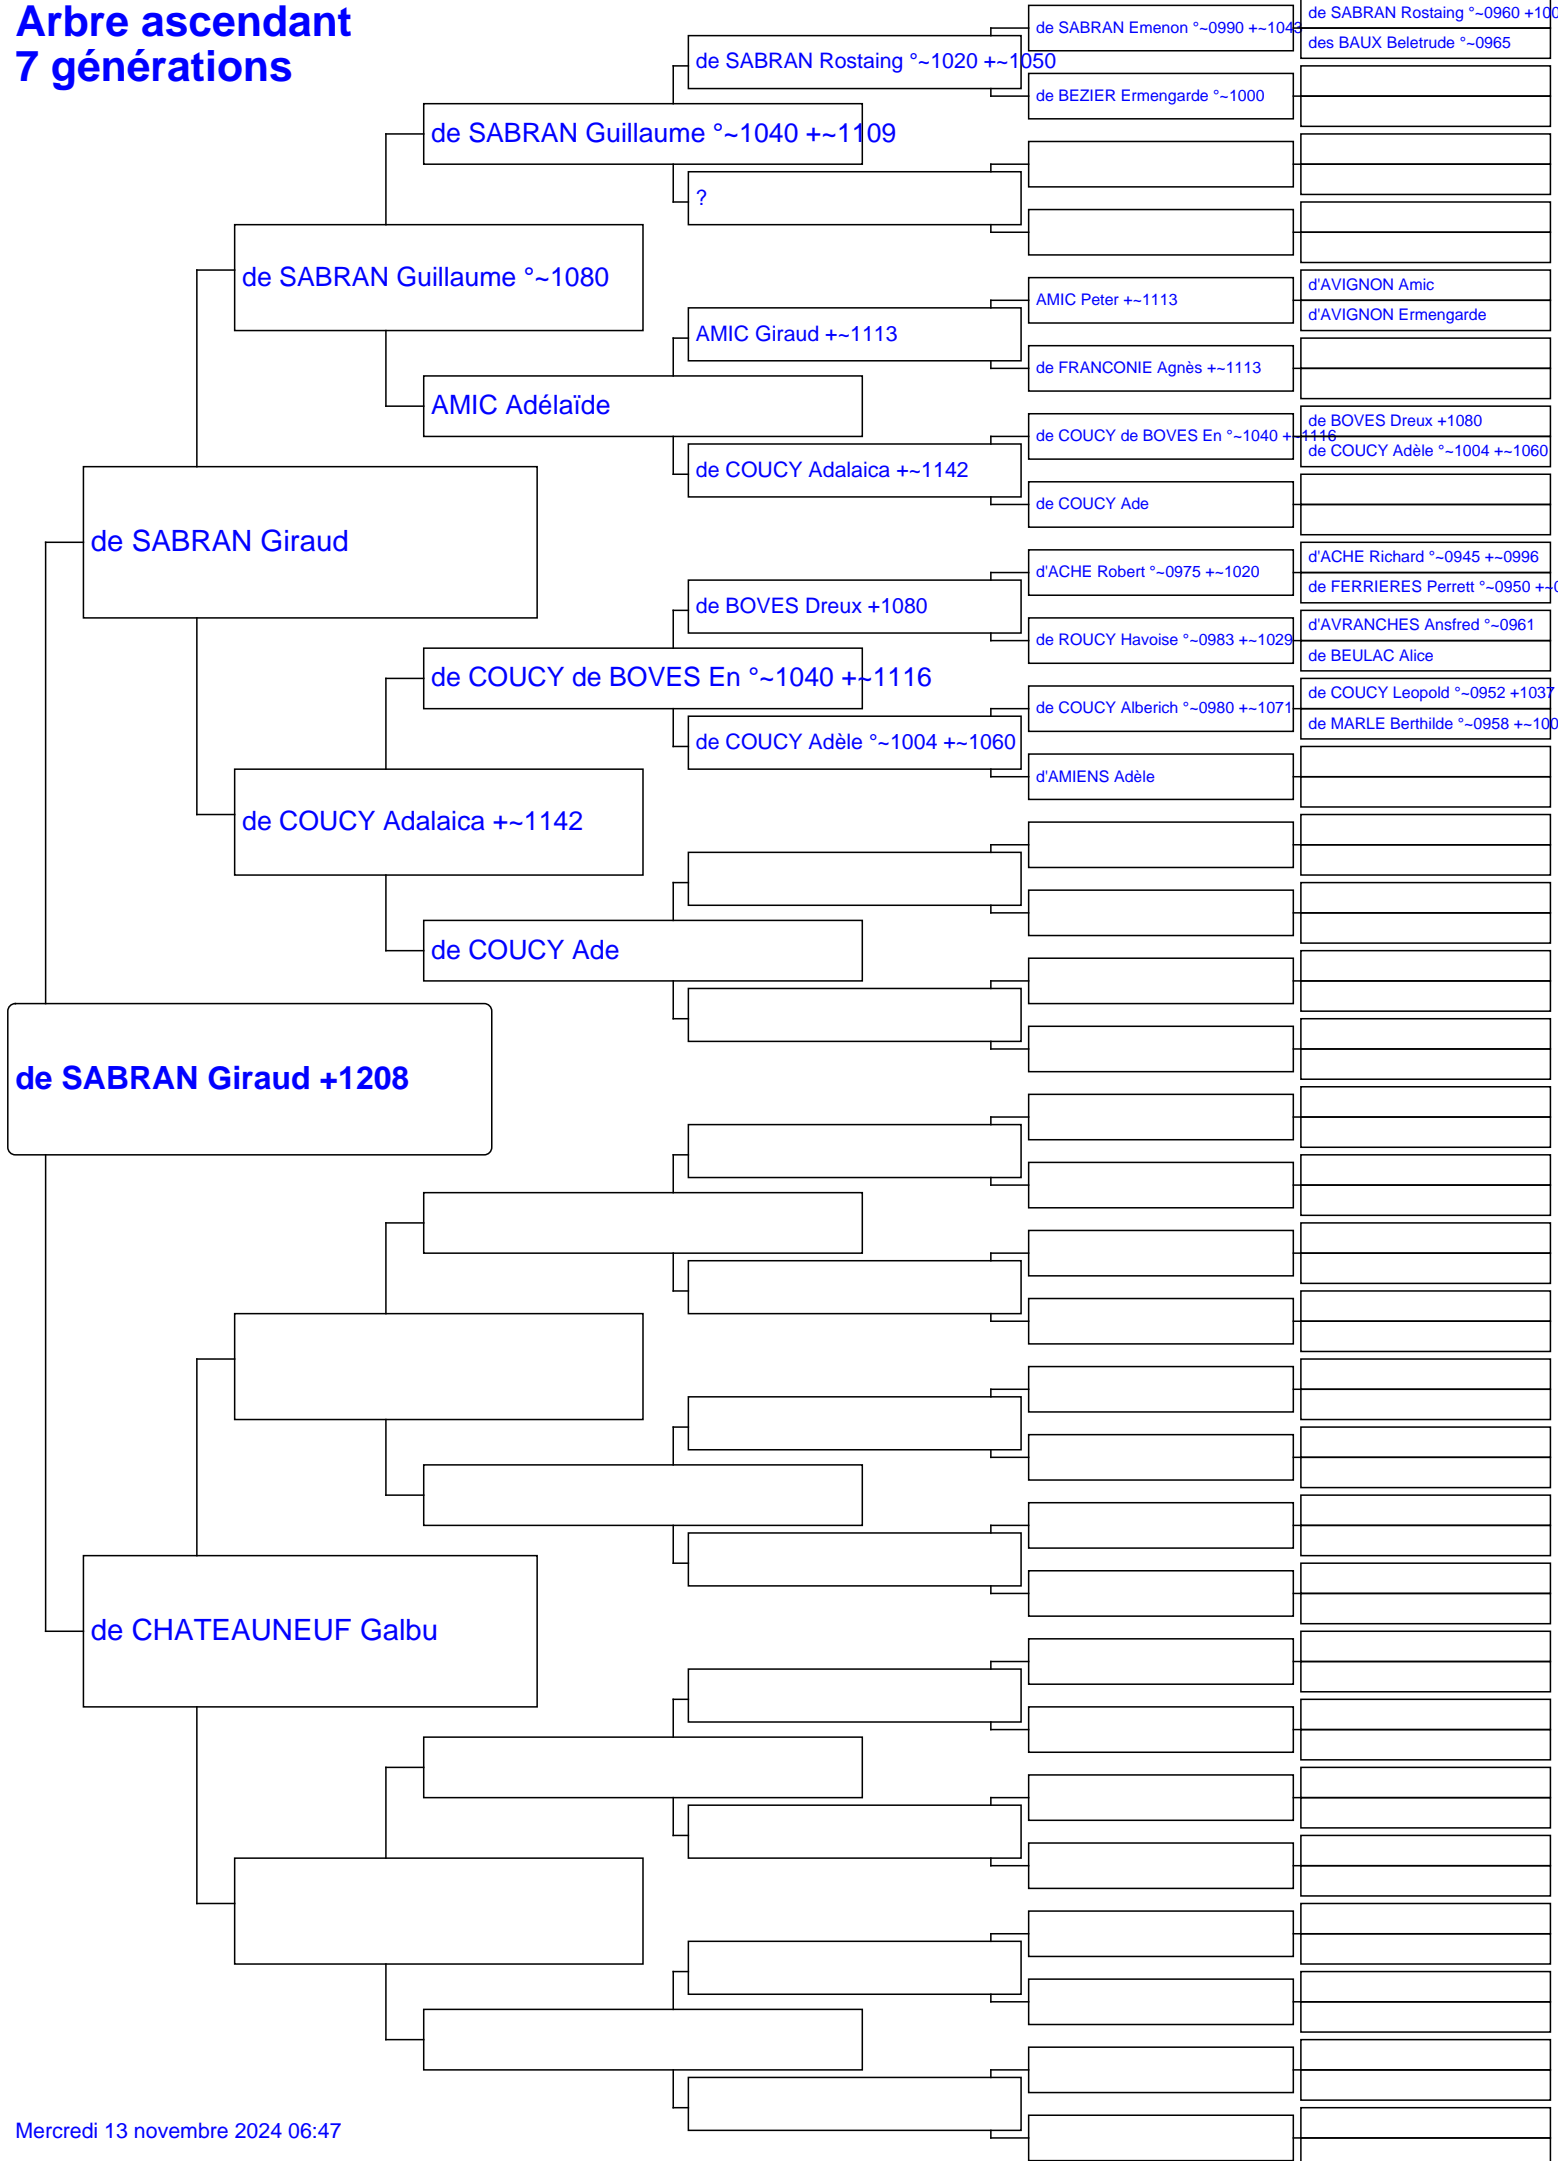 Arbre ascendant
7 générations
de SABRAN Giraud +1208
de SABRAN Giraud
de CHATEAUNEUF Galbu
de SABRAN Guillaume °~1080
de COUCY Adalaica +~1142
de SABRAN Guillaume °~1040 +~1109
AMIC Adélaïde
de COUCY de BOVES En °~1040 +~1116
de COUCY Ade
de SABRAN Rostaing °~1020 +~1050
?
AMIC Giraud +~1113
de COUCY Adalaica +~1142
de BOVES Dreux +1080
de COUCY Adèle °~1004 +~1060
de SABRAN Emenon °~0990 +~1043
de BEZIER Ermengarde °~1000
AMIC Peter +~1113
de FRANCONIE Agnès +~1113
de COUCY de BOVES En °~1040 +~1116
de COUCY Ade
d'ACHE Robert °~0975 +~1020
de ROUCY Havoise °~0983 +~1029
de COUCY Alberich °~0980 +~1071
d'AMIENS Adèle
de SABRAN Rostaing °~0960 +100
des BAUX Beletrude °~0965
d'AVIGNON Amic
d'AVIGNON Ermengarde
de BOVES Dreux +1080
de COUCY Adèle °~1004 +~1060
d'ACHE Richard °~0945 +~0996
de FERRIERES Perrett °~0950 +~0
d'AVRANCHES Ansfred °~0961
de BEULAC Alice
de COUCY Leopold °~0952 +1037
de MARLE Berthilde °~0958 +~100
Mercredi 13 novembre 2024 06:47